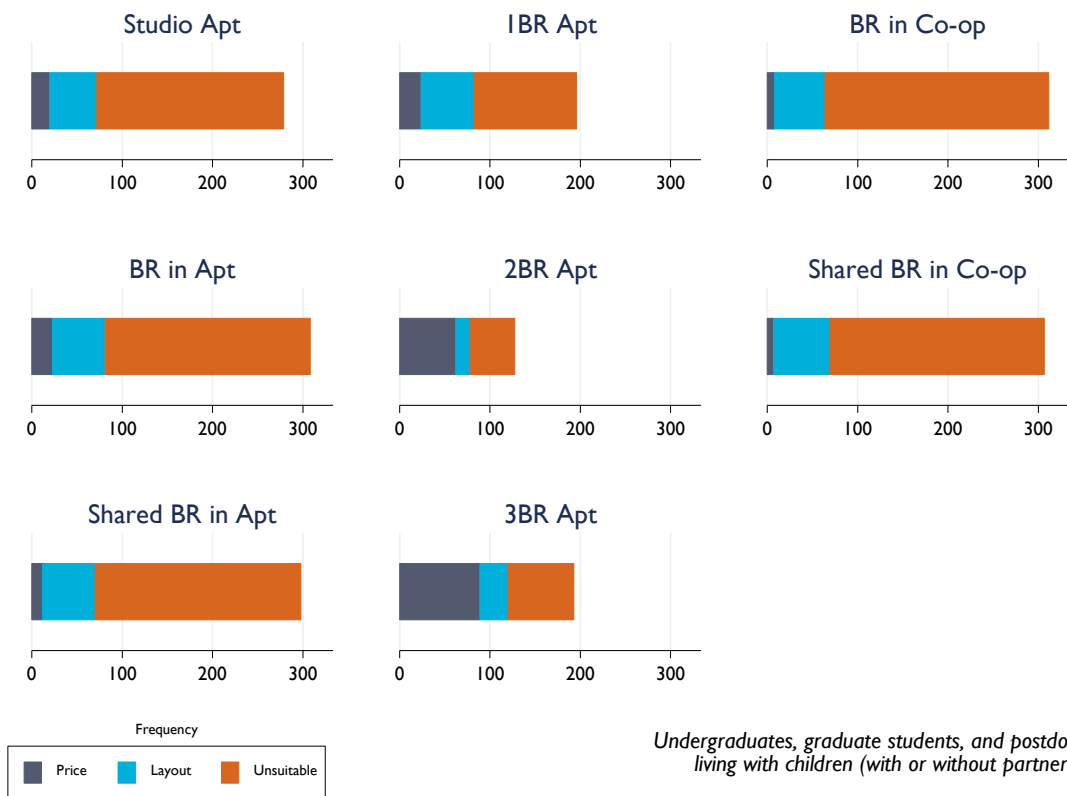 Studio Apt
0 100 200 300
1BR Apt
0 100 200 300
BR in Co-op
0 100 200 300
BR in Apt
0 100 200 300
2BR Apt
0 100 200 300
Shared BR in Co-op
0 100 200 300
Shared BR in Apt
0 100 200 300
3BR Apt
0 100 200 300
Frequency
Price Layout Unsuitable
Undergraduates, graduate students, and postdo
living with children (with or without partner